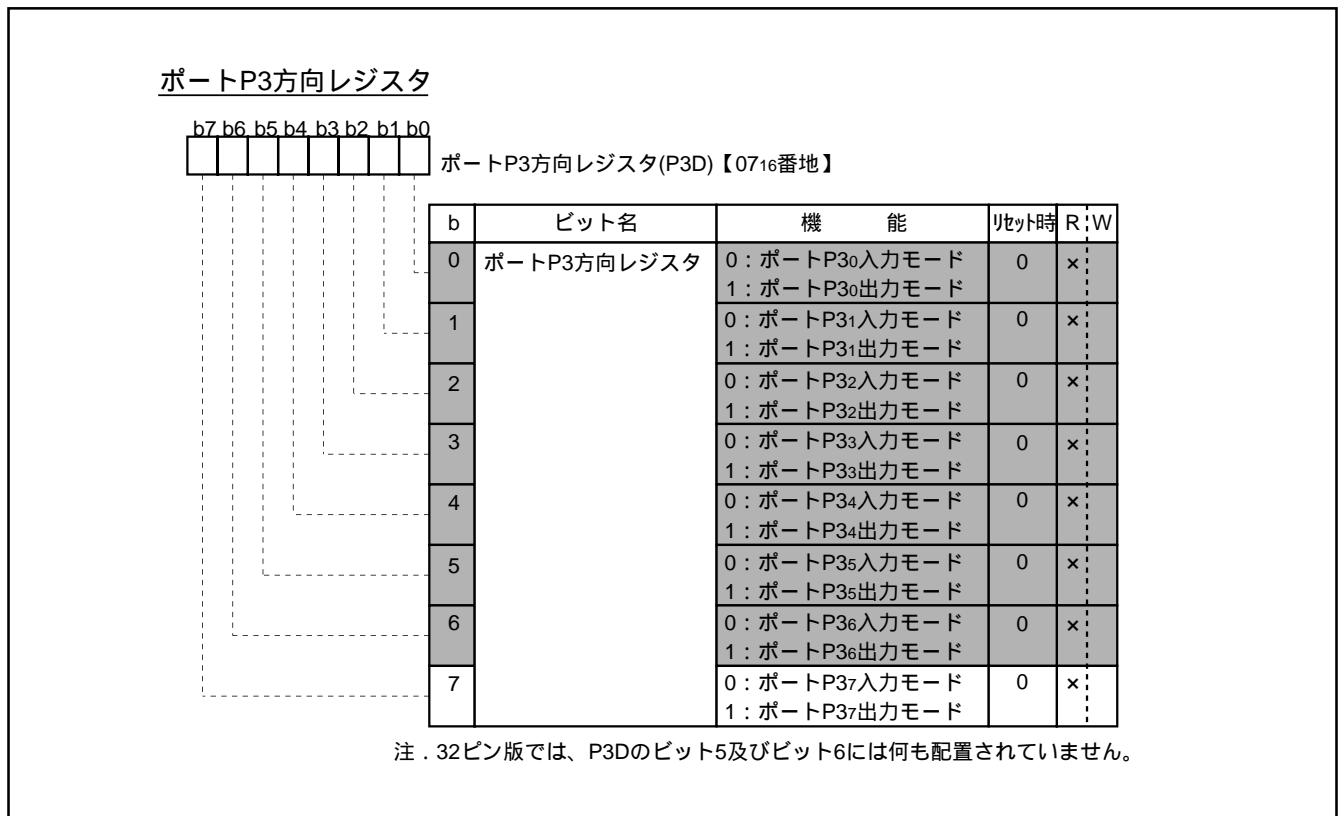 ポートP3方向レジスタ
b7 b6 b5 b4 b3 b2 b1 b0
ポートP3方向レジスタ(P3D)【0716番地】
b ビット名 機 能 リセット時 R W
0 ポートP3方向レジスタ 0：ポートP30入力モード 0 ×
1：ポートP30出力モード
1 0：ポートP31入力モード 0 ×
1：ポートP31出力モード
2 0：ポートP32入力モード 0 ×
1：ポートP32出力モード
3 0：ポートP33入力モード 0 ×
1：ポートP33出力モード
4 0：ポートP34入力モード 0 ×
1：ポートP34出力モード
5 0：ポートP35入力モード 0 ×
1：ポートP35出力モード
6 0：ポートP36入力モード 0 ×
1：ポートP36出力モード
7 0：ポートP37入力モード 0 ×
1：ポートP37出力モード
注．32ピン版では、P3Dのビット5及びビット6には何も配置されていません。